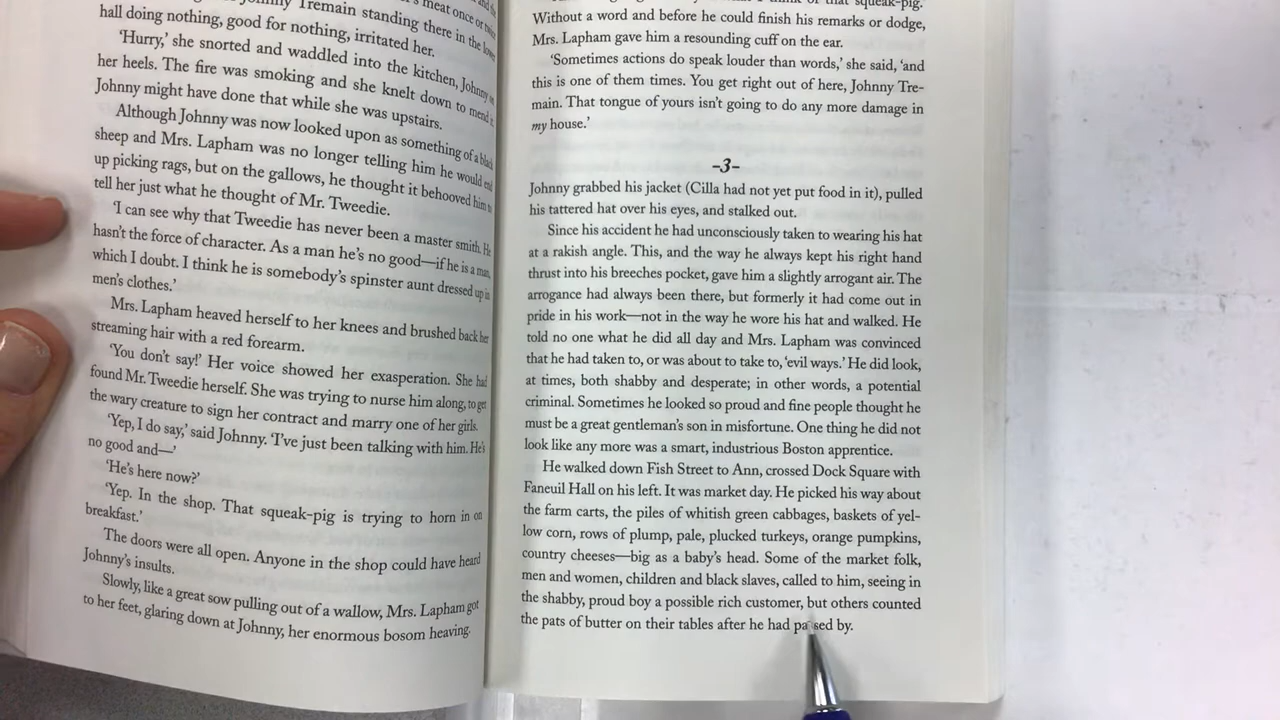 meat once or
Tremain standing there in the lower
hall doing nothing, good for nothing, irritated her.
‘Hurry,’ she snorted and waddled into the kitchen, Johnny on
her heels. The fire was smoking and she knelt down to mend it.
Johnny might have done that while she was upstairs.
Although Johnny was now looked upon as something of a black
sheep and Mrs. Lapham was no longer telling him he would end
up picking rags, but on the gallows, he thought it behooved him to
tell her just what he thought of Mr. Tweedie.
‘I can see why that Tweedie has never been a master smith. He
hasn’t the force of character. As a man he’s no good—if he is a man,
which I doubt. I think he is somebody’s spinster aunt dressed up in
men’s clothes.’
Mrs. Lapham heaved herself to her knees and brushed back her
streaming hair with a red forearm.
‘You don’t say!’ Her voice showed her exasperation. She had
found Mr. Tweedie herself. She was trying to nurse him along, to get
the wary creature to sign her contract and marry one of her girls.
‘Yep, I do say,’ said Johnny. ‘I’ve just been talking with him. He’s
no good and—’
‘He’s here now?’
‘Yep. In the shop. That squeak-pig is trying to horn in on
breakfast.’
The doors were all open. Anyone in the shop could have heard
Johnny’s insults.
Slowly, like a great sow pulling out of a wallow, Mrs. Lapham got
to her feet, glaring down at Johnny, her enormous bosom heaving.
that squeak-pig.’
Without a word and before he could finish his remarks or dodge,
Mrs. Lapham gave him a resounding cuff on the ear.
‘Sometimes actions do speak louder than words,’ she said, ‘and
this is one of them times. You get right out of here, Johnny Tre-
main. That tongue of yours isn’t going to do any more damage in
my house.’
-3-
Johnny grabbed his jacket (Cilla had not yet put food in it), pulled
his tattered hat over his eyes, and stalked out.
Since his accident he had unconsciously taken to wearing his hat
at a rakish angle. This, and the way he always kept his right hand
thrust into his breeches pocket, gave him a slightly arrogant air. The
arrogance had always been there, but formerly it had come out in
pride in his work—not in the way he wore his hat and walked. He
told no one what he did all day and Mrs. Lapham was convinced
that he had taken to, or was about to take to, ‘evil ways.’ He did look,
at times, both shabby and desperate; in other words, a potential
criminal. Sometimes he looked so proud and fine people thought he
must be a great gentleman’s son in misfortune. One thing he did not
look like any more was a smart, industrious Boston apprentice.
He walked down Fish Street to Ann, crossed Dock Square with
Faneuil Hall on his left. It was market day. He picked his way about
the farm carts, the piles of whitish green cabbages, baskets of yel-
low corn, rows of plump, pale, plucked turkeys, orange pumpkins,
country cheeses—big as a baby’s head. Some of the market folk,
men and women, children and black slaves, called to him, seeing in
the shabby, proud boy a possible rich customer, but others counted
the pats of butter on their tables after he had passed by.